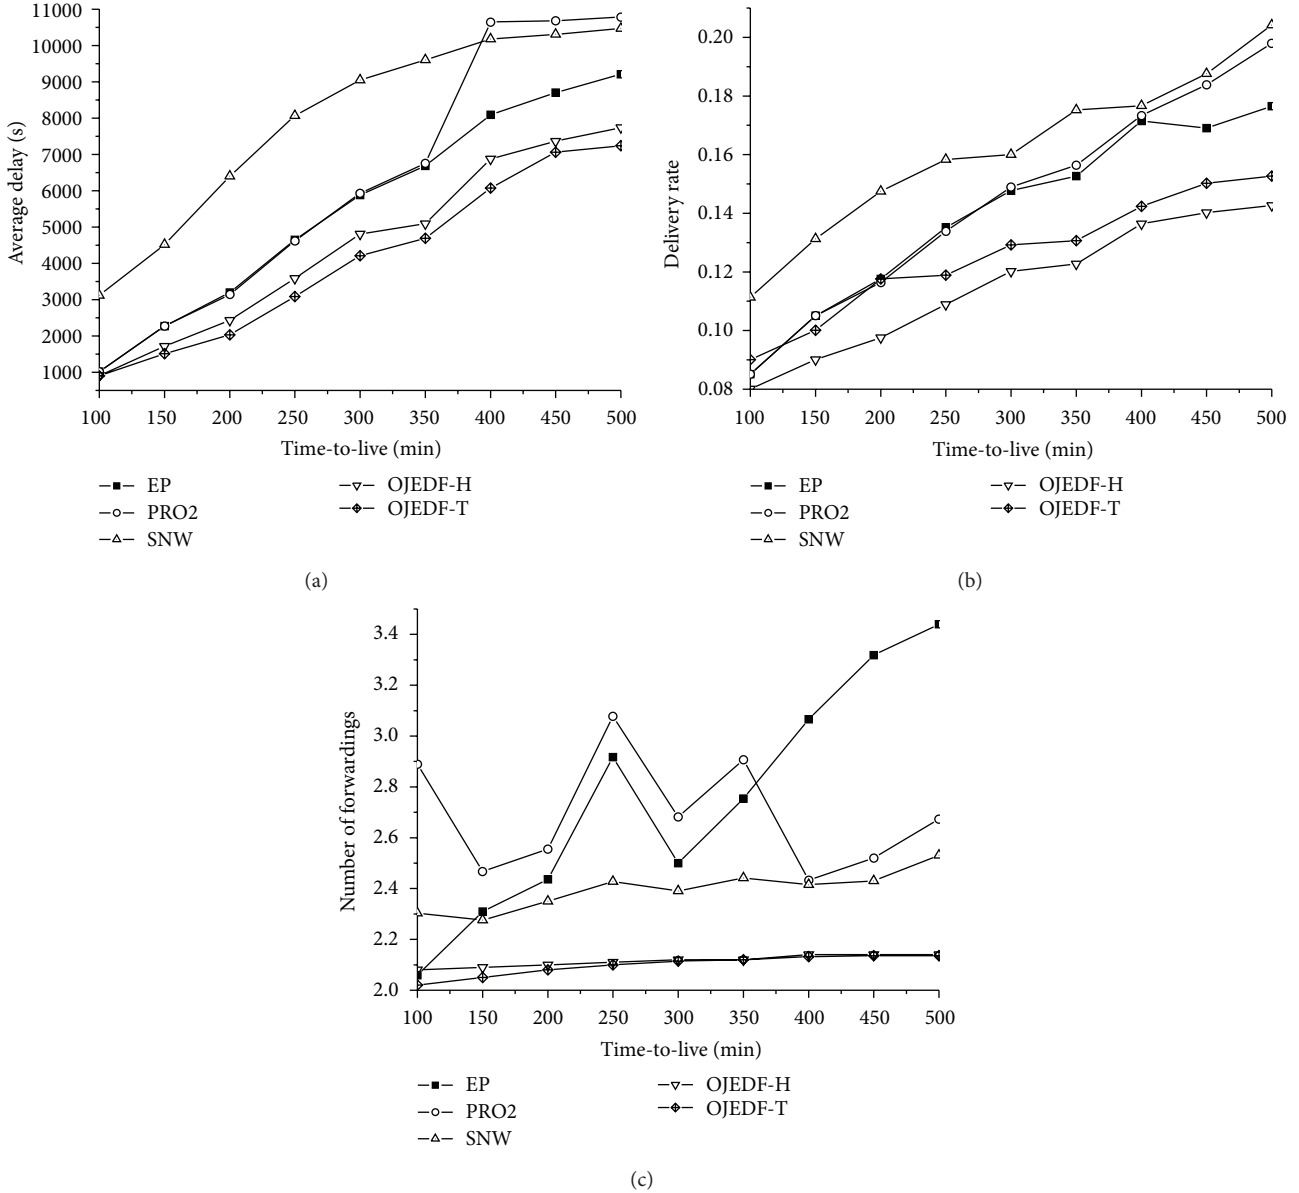 11000
10000
9000
8000
7000
6000
5000
4000
3000
2000
1000
Average delay (s)
100 150 200 250 300 350 400 450 500
Time-to-live (min)
EP
PRO2
SNW
OJEDF-H
OJEDF-T
(a)
0.20
0.18
0.16
0.14
0.12
0.10
0.08
Delivery rate
100 150 200 250 300 350 400 450 500
Time-to-live (min)
EP
PRO2
SNW
OJEDF-H
OJEDF-T
(b)
3.4
3.2
3.0
2.8
2.6
2.4
2.2
2.0
Number of forwardings
100 150 200 250 300 350 400 450 500
Time-to-live (min)
EP
PRO2
SNW
OJEDF-H
OJEDF-T
(c)